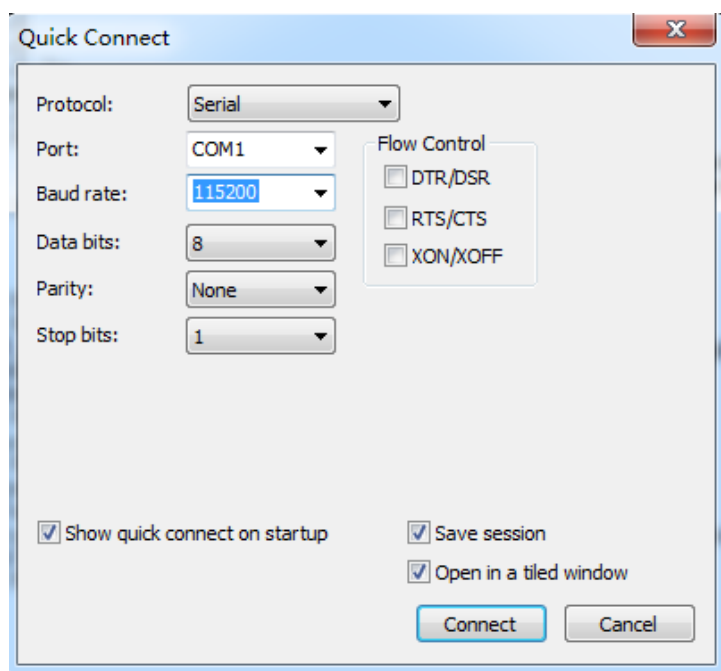 Quick Connect
Protocol: Serial
Port: COM1
Flow Control
DTR/DSR
Baud rate: 115200
RTS/CTS
Data bits: 8
XON/XOFF
Parity: None
Stop bits: 1
Show quick connect on startup
Save session
Open in a tiled window
Connect
Cancel